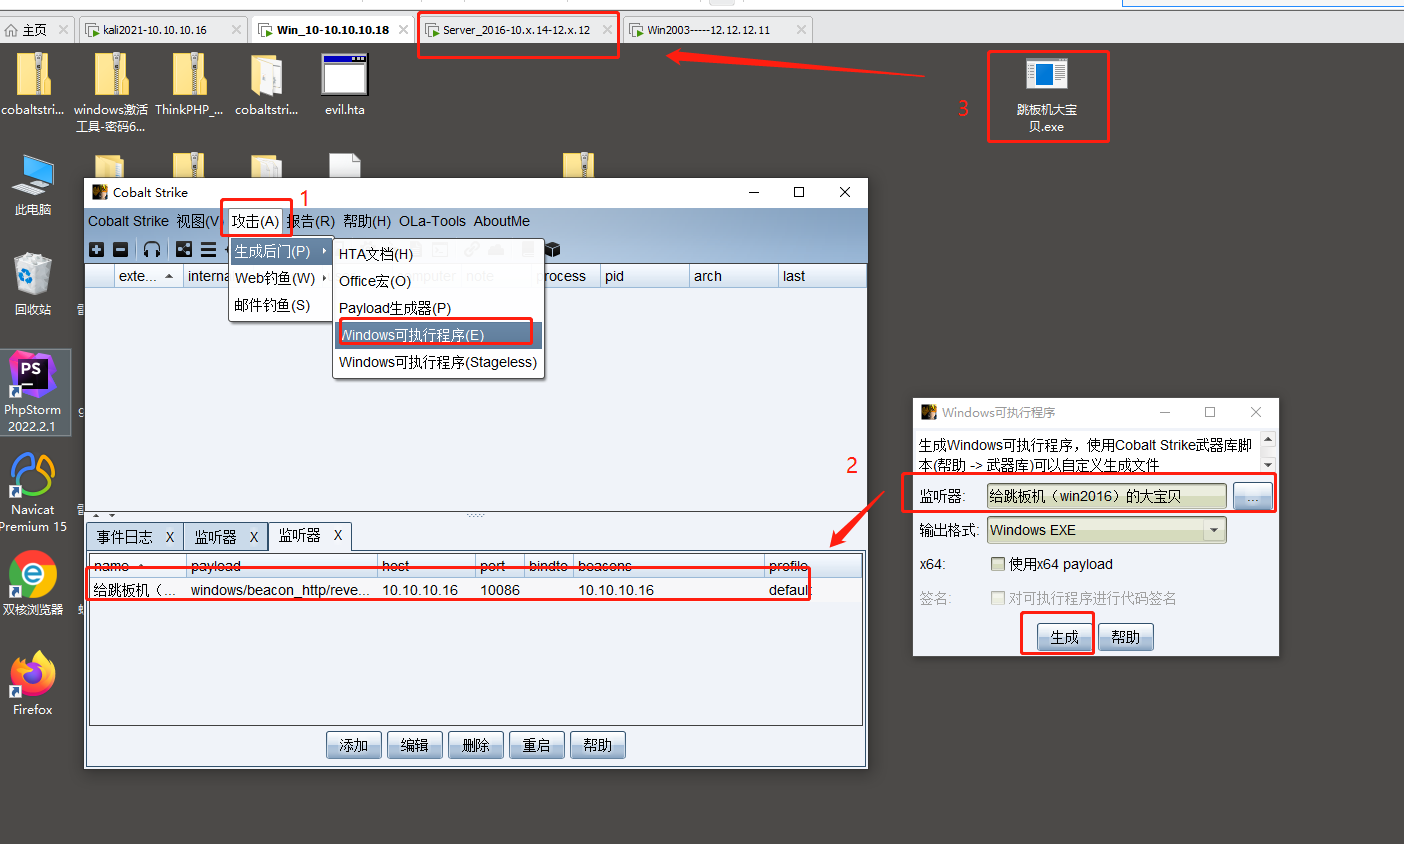 主页
kali2021-10.10.10.16
Win_10-10.10.10.18
Server_2016-10.x.14-12.x.12
Win2003-----12.12.12.11
cobaltstri...
windows激活
工具-密码6...
ThinkPHP_...
cobaltstri...
evil.hta
3
跳板机大宝
贝.exe
此电脑
回收站
PS
PhpStorm
2022.2.1
Navicat
Premium 15
双核浏览器
Firefox
Cobalt Strike
1
Cobalt Strike
视图(V
攻击(A)
报告(R)
帮助(H)
OLa-Tools
AboutMe
生成后门(P)
Web钓鱼(W)
邮件钓鱼(S)
HTA文档(H)
Office宏(O)
Payload生成器(P)
Windows可执行程序(E)
Windows可执行程序(Stageless)
exte...
interna
computer
note
process
pid
arch
last
2
事件日志 X
监听器 X
监听器 X
name
payload
host
port
bindto
beacons
profile
给跳板机（...
windows/beacon_http/reve...
10.10.10.16
10086
10.10.10.16
default
添加
编辑
删除
重启
帮助
Windows可执行程序
生成Windows可执行程序，使用Cobalt Strike武器库脚
本(帮助 -> 武器库)可以自定义生成文件
监听器:
给跳板机（win2016）的大宝贝
...
输出格式:
Windows EXE
x64:
使用x64 payload
签名:
对可执行程序进行代码签名
生成
帮助